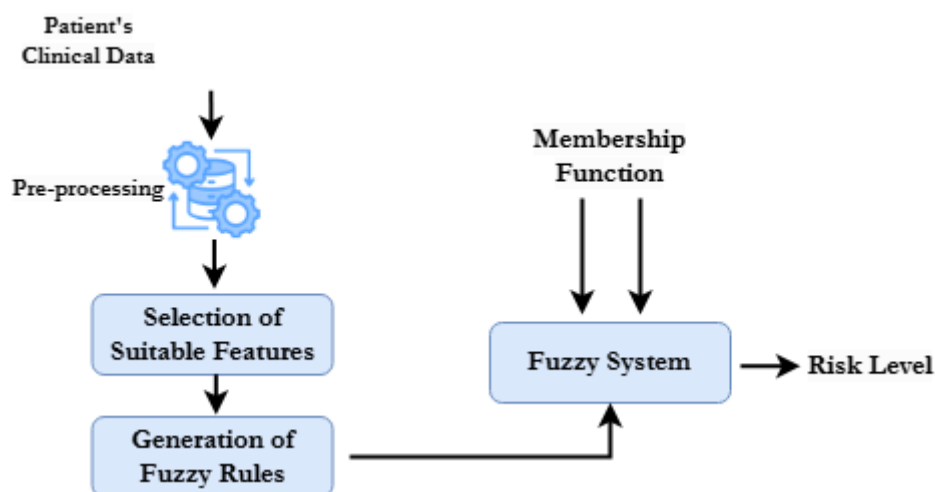 Patient's
Clinical Data
Pre-processing
Membership
Function
Selection of
Suitable Features
Fuzzy System
Risk Level
Generation of
Fuzzy Rules